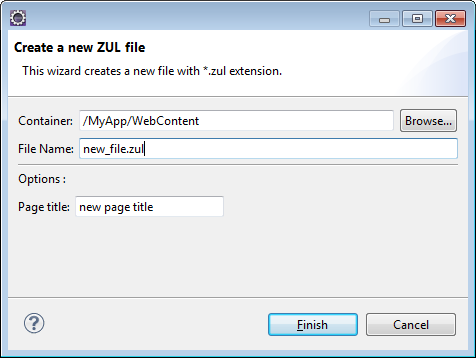 Create a new ZUL file
This wizard creates a new file with *.zul extension.
Container: /MyApp/WebContent Browse...
File Name: new_file.zul
Options :
Page title: new page title
? Finish Cancel